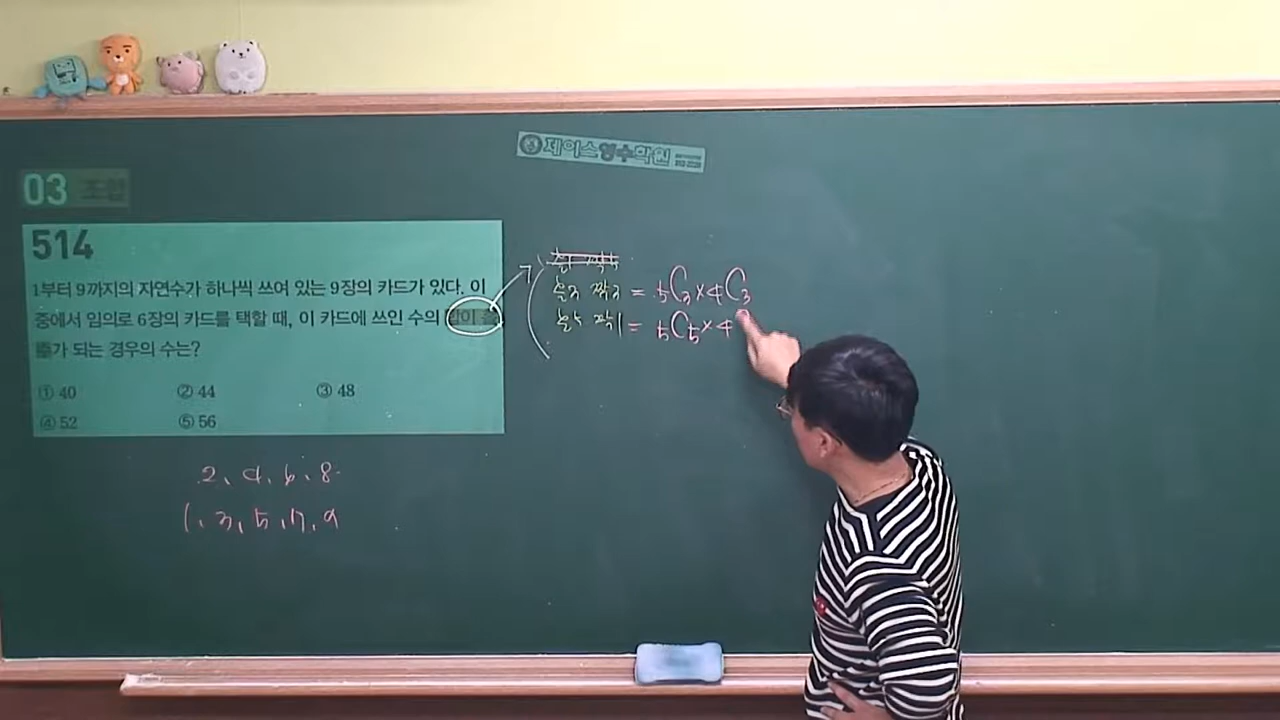 제이스영수학원
03 조합
514
1부터 9까지의 자연수가 하나씩 쓰여 있는 9장의 카드가 있다. 이
중에서 임의로 6장의 카드를 택할 때, 이 카드에 쓰인 수의 합이 홀
수가 되는 경우의 수는?
① 40 ② 44 ③ 48
④ 52 ⑤ 56
2, 4, 6, 8
1, 3, 5, 7, 9
홀3 짝3 = 5C3×4C3
홀5 짝1 = 5C5×4